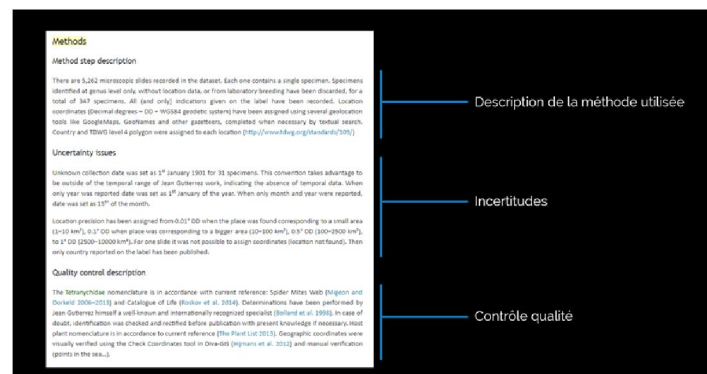 Methods
Method step description
There are 5,262 microscopic slides recorded in the dataset. Each one contains a single specimen. Specimens
identified at genus level only, without location data, or from laboratory breeding have been discarded, for a
total of 347 specimens. All (and only) indications given on the label have been recorded. Location
coordinates (Decimal degrees – DD – WGS84 geodetic system) have been assigned using several geolocation
tools like GoogleMaps, GeoNames and other gazetteers, completed when necessary by textual search.
Country and TDWG level 4 polygon were assigned to each location (http://www.tdwg.org/standards/109/)
Description de la méthode utilisée
Uncertainty issues
Unknown collection date was set as 1st January 1901 for 31 specimens. This convention takes advantage to
be outside of the temporal range of Jean Gutierrez work, indicating the absence of temporal data. When
only year was reported date was set as 1st January of the year. When only month and year were reported,
date was set as 15th of the month.
Location precision has been assigned from 0.01° DD when the place was found corresponding to a small area
(1–10 km²), 0.1° DD when place was corresponding to a bigger area (10–100 km²), 0.5° DD (100–2500 km²),
to 1° DD (2500–10000 km²). For one slide it was not possible to assign coordinates (location not found). Then
only country reported on the label has been published.
Incertitudes
Quality control description
The Tetranychidae nomenclature is in accordance with current reference: Spider Mites Web (Migeon and
Dorkeld 2006–2013) and Catalogue of Life (Roskov et al. 2014). Determinations have been performed by
Jean Gutierrez himself a well-known and internationally recognized specialist (Bolland et al. 1998). In case of
doubt, identification was checked and rectified before publication with present knowledge if necessary. Host
plant nomenclature is in accordance to current reference (The Plant List 2013). Geographic coordinates were
visually verified using the Check Coordinates tool in Diva-GIS (Hijmans et al. 2012) and manual verification
(points in the sea...).
Contrôle qualité